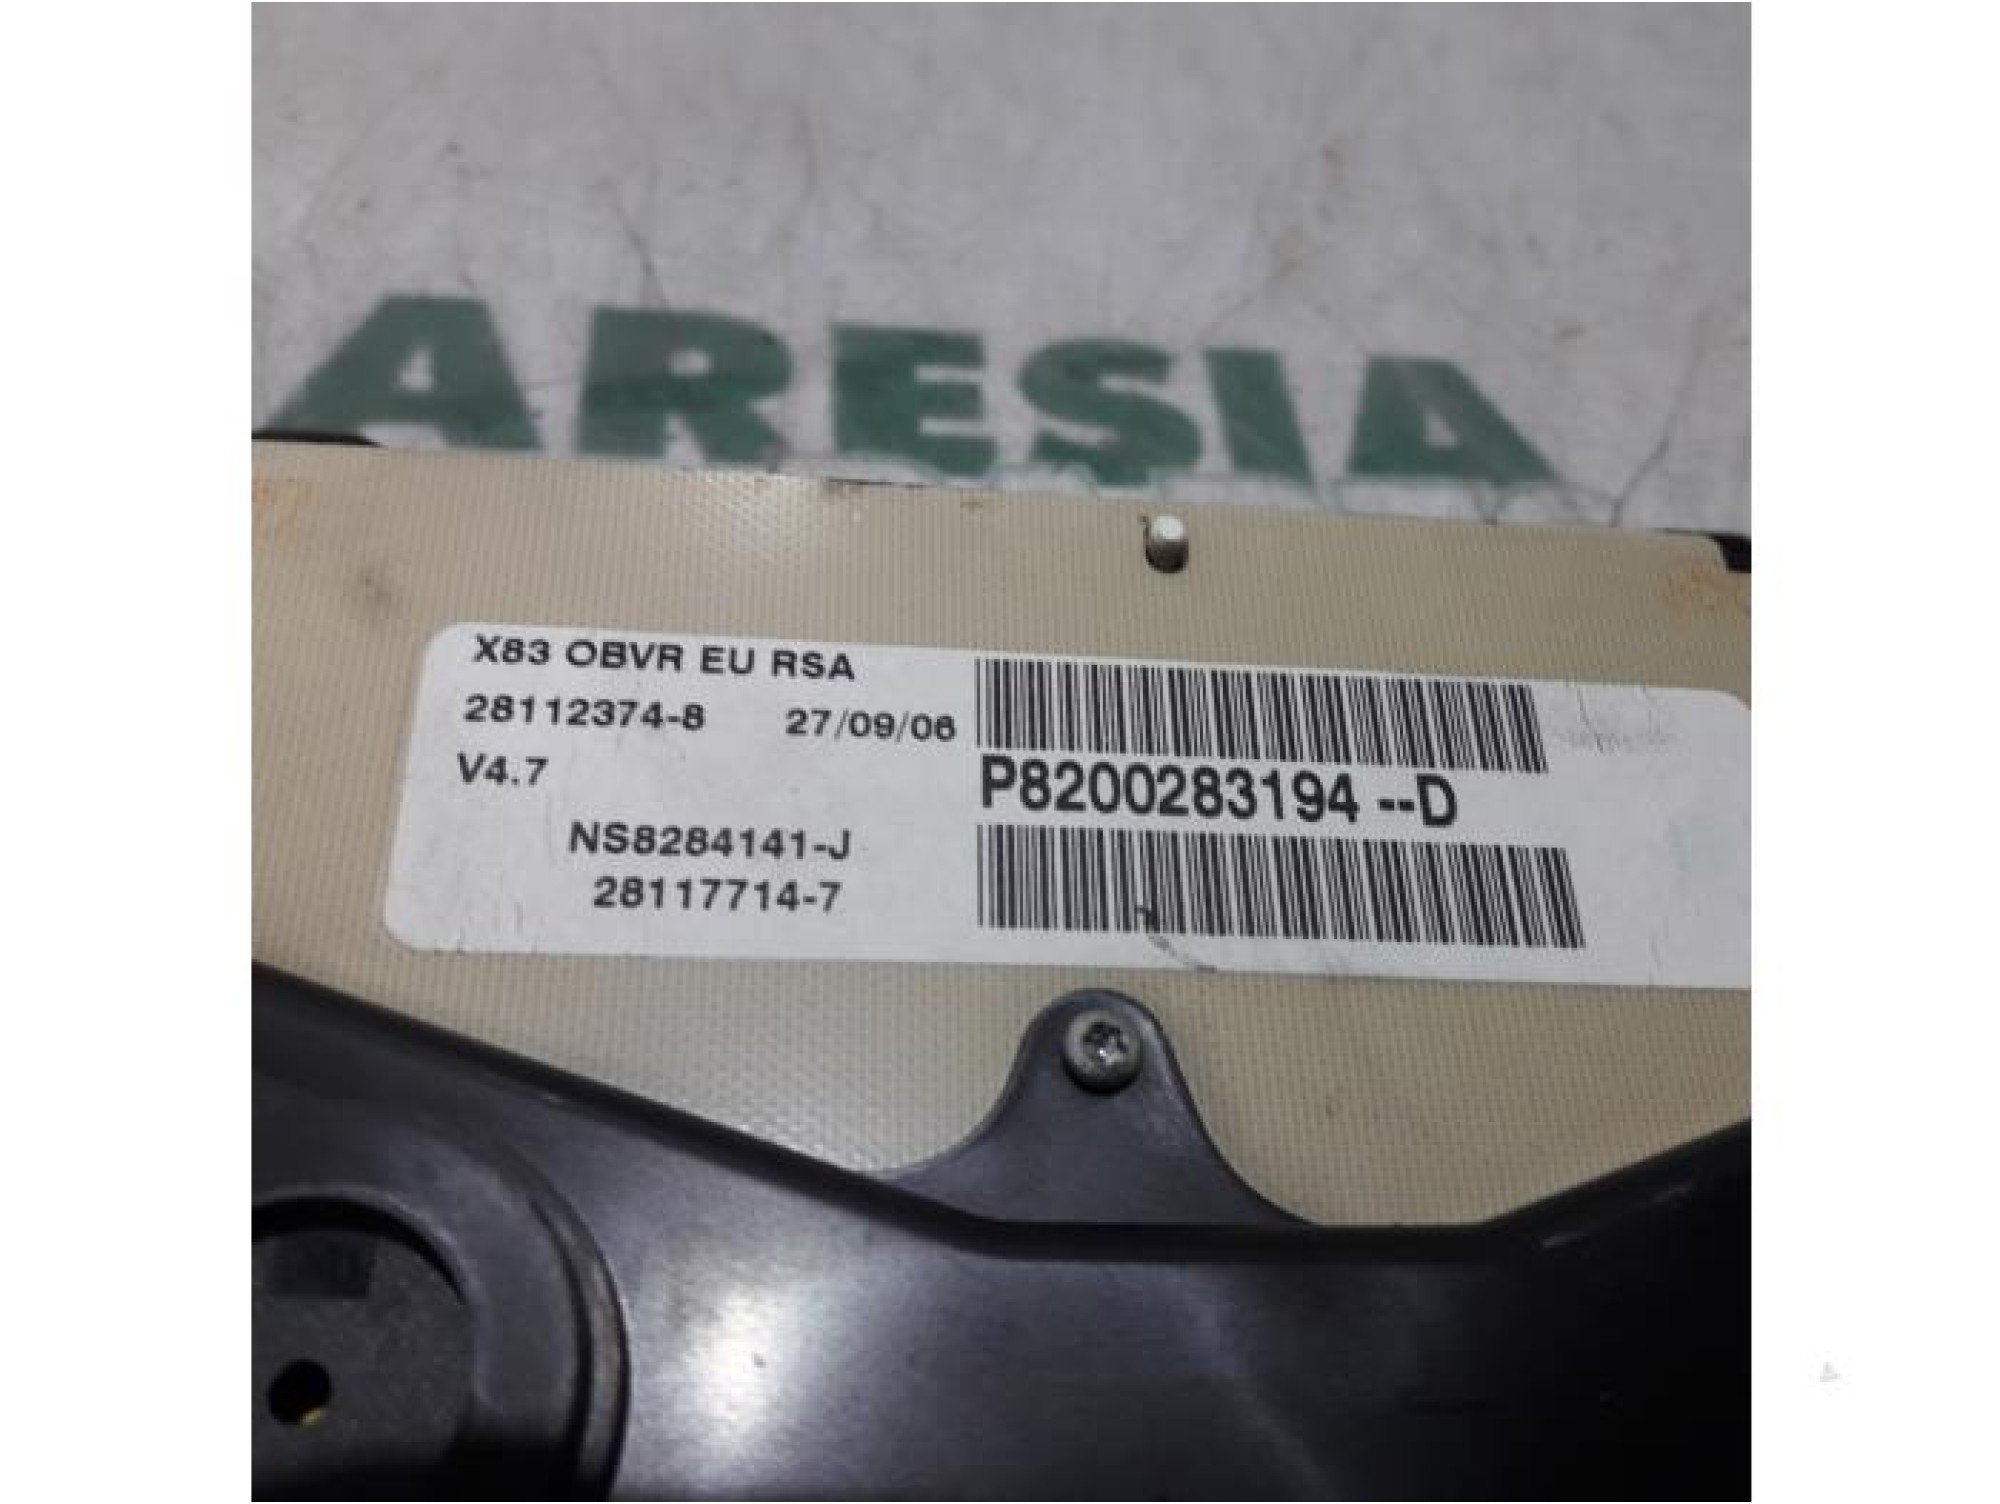 ARESIA
X83 OBVR EU RSA
28112374-8 27/09/06
V4.7
P8200283194 --D
NS8284141-J
28117714-7